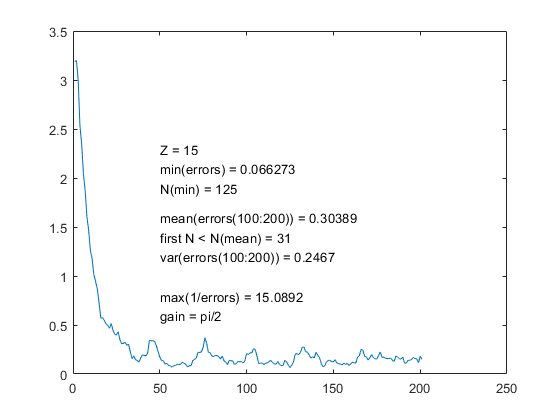 3.5
3
2.5
2
1.5
1
0.5
0
Z = 15
min(errors) = 0.066273
N(min) = 125
mean(errors(100:200)) = 0.30389
first N < N(mean) = 31
var(errors(100:200)) = 0.2467
max(1/errors) = 15.0892
gain = pi/2
0 50 100 150 200 250